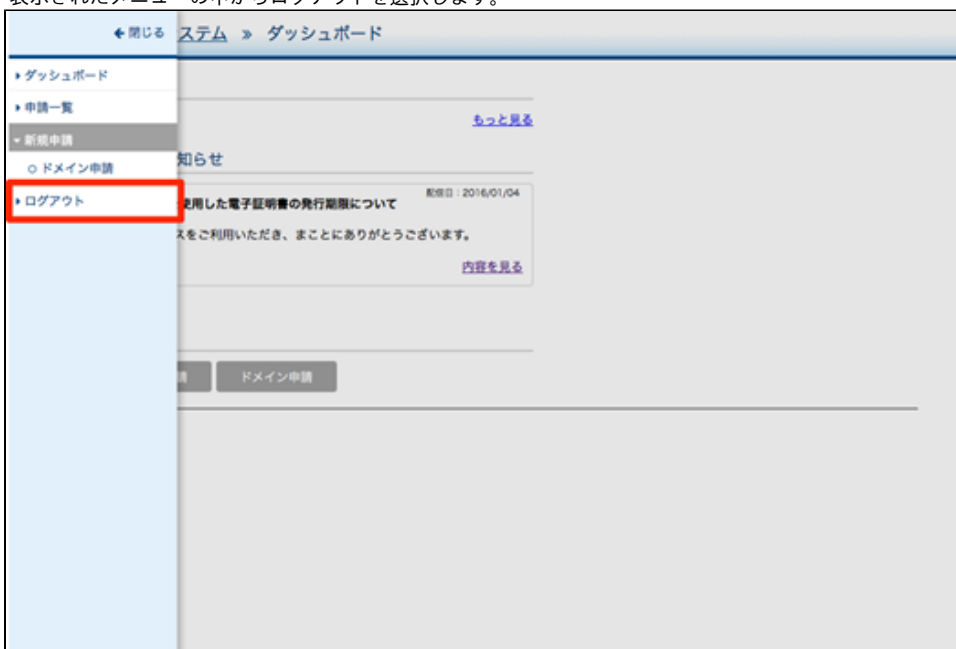 表示されたメニューの中からログアウトを選択します。
閉じる
ステム » ダッシュボード
ダッシュボード
申請一覧
もっと見る
新規申請
知らせ
ドメイン申請
配信日：2016/01/04
ログアウト
使用した電子証明書の発行期限について
スをご利用いただき、まことにありがとうございます。
内容を見る
請
ドメイン申請